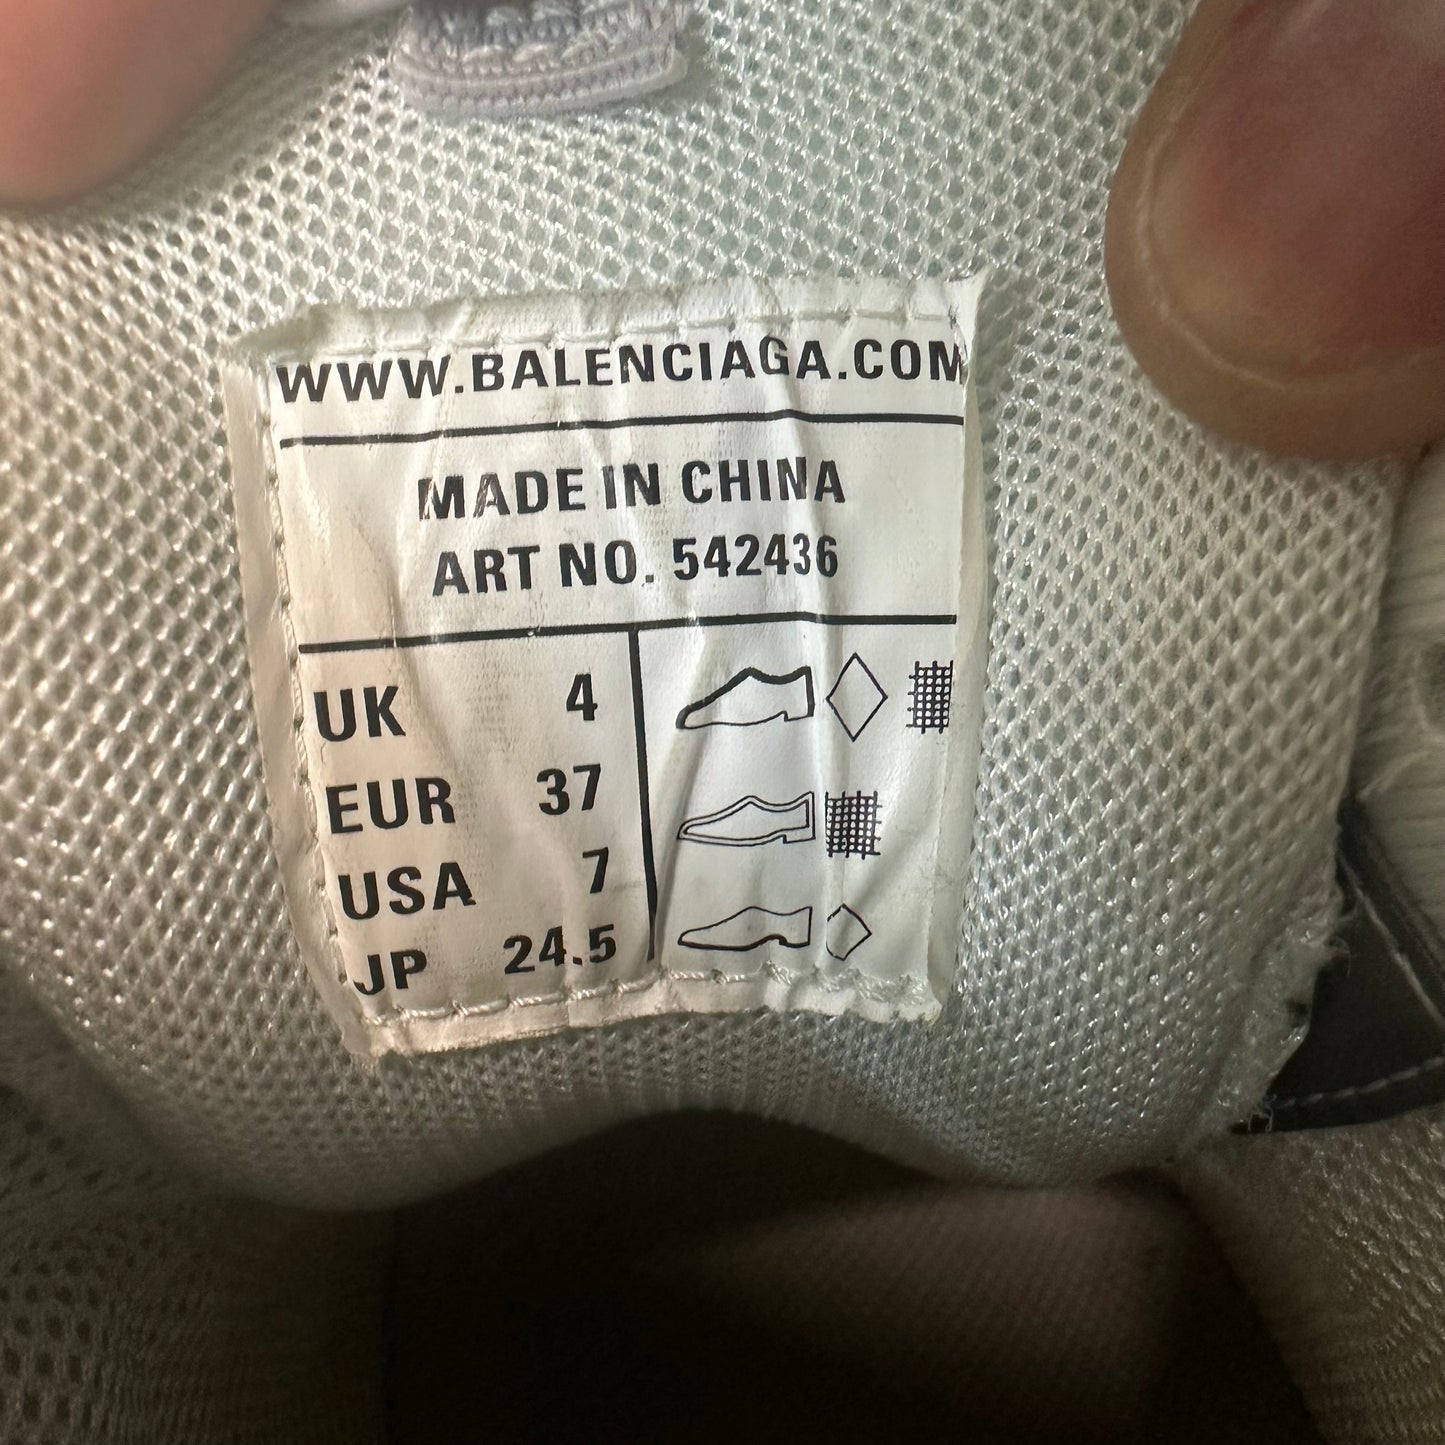 WWW.BALENCIAGA.COM
MADE IN CHINA
ART NO. 542436
UK 4
EUR 37
USA 7
JP 24.5